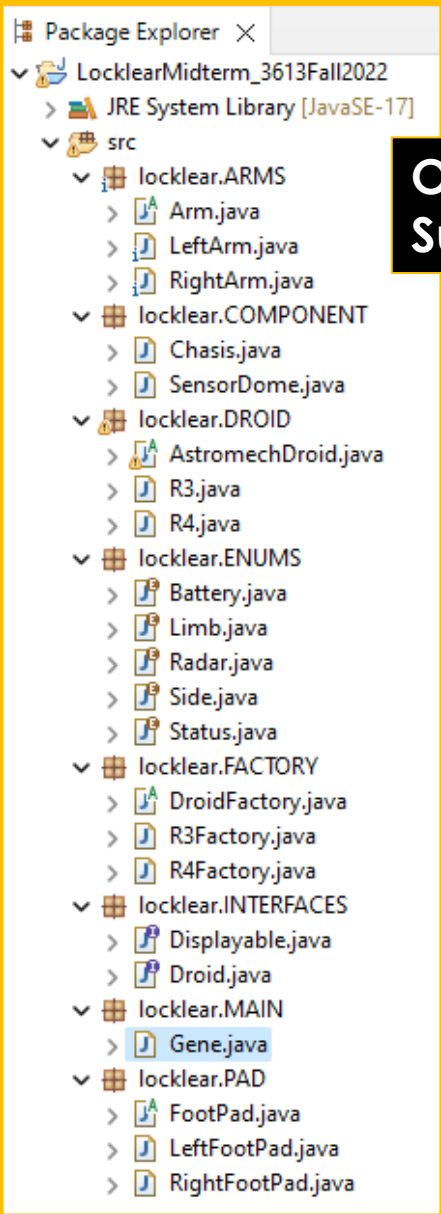 Package Explorer
LocklearMidterm_3613Fall2022
JRE System Library [JavaSE-17]
src
locklear.ARMS
Arm.java
LeftArm.java
RightArm.java
locklear.COMPONENT
Chasis.java
SensorDome.java
locklear.DROID
AstromechDroid.java
R3.java
R4.java
locklear.ENUMS
Battery.java
Limb.java
Radar.java
Side.java
Status.java
locklear.FACTORY
DroidFactory.java
R3Factory.java
R4Factory.java
locklear.INTERFACES
Displayable.java
Droid.java
locklear.MAIN
Gene.java
locklear.PAD
FootPad.java
LeftFootPad.java
RightFootPad.java